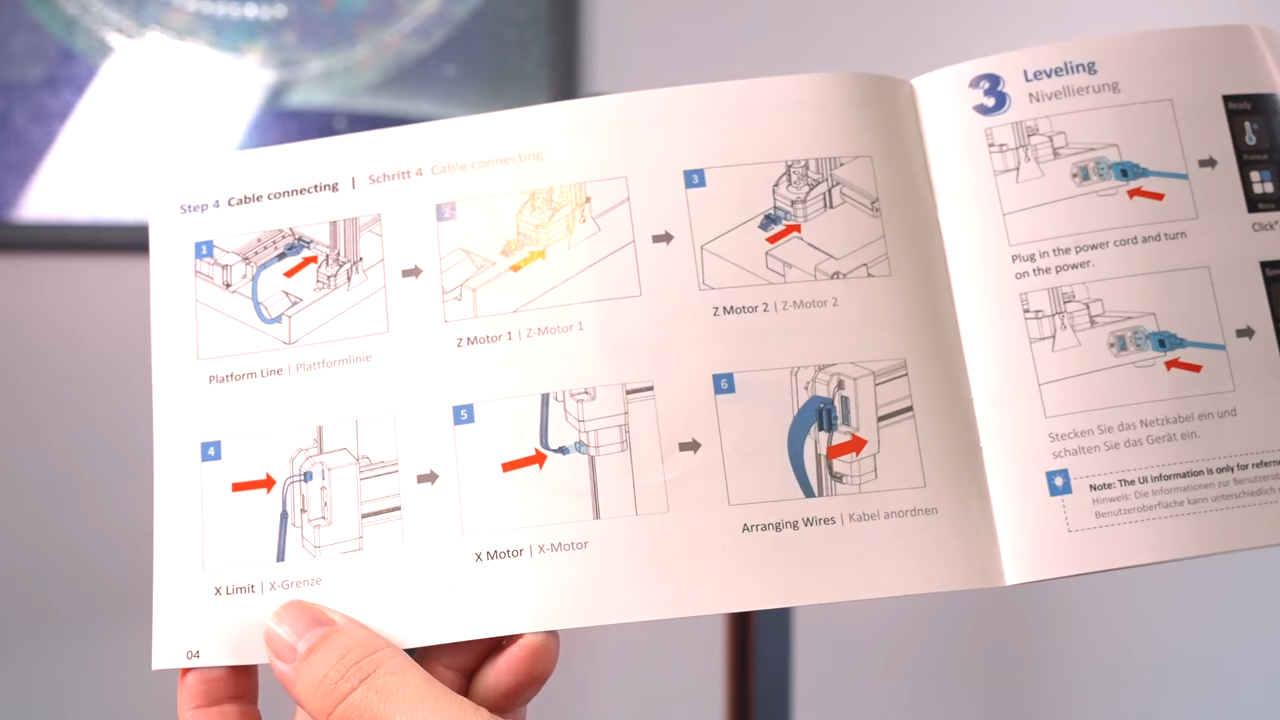 Step 4 Cable connecting | Schritt 4 Cable connecting
1
2
3
Platform Line | Plattformlinie
Z Motor 1 | Z-Motor 1
Z Motor 2 | Z-Motor 2
4
5
6
X Limit | X-Grenze
X Motor | X-Motor
Arranging Wires | Kabel anordnen
04
3 Leveling
Nivellierung
Ready
Click"
Plug in the power cord and turn
on the power.
Stecken Sie das Netzkabel ein und
schalten Sie das Gerät ein.
Note: The UI information is only for
Hinweis: Die Informationen zur
Benutzeroberfläche kann unterschiedlich